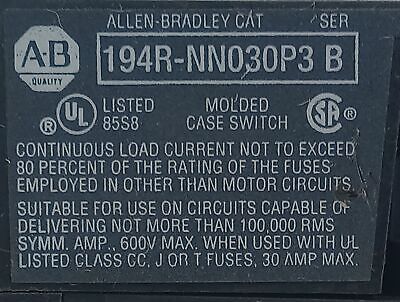 ALLEN-BRADLEY CAT SER
A-B
QUALITY
194R-NN030P3 B
® UL LISTED 85S8
MOLDED CASE SWITCH
SA ®
CONTINUOUS LOAD CURRENT NOT TO EXCEED
80 PERCENT OF THE RATING OF THE FUSES
EMPLOYED IN OTHER THAN MOTOR CIRCUITS.
SUITABLE FOR USE ON CIRCUITS CAPABLE OF
DELIVERING NOT MORE THAN 100,000 RMS
SYMM. AMP., 600V MAX. WHEN USED WITH UL
LISTED CLASS CC, J OR T FUSES, 30 AMP MAX.